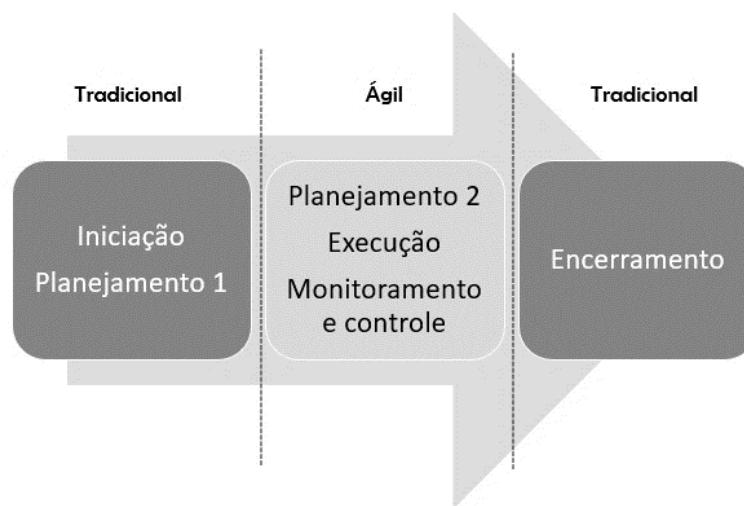 Tradicional
Ágil
Tradicional
Iniciação
Planejamento 1
Planejamento 2
Execução
Monitoramento
e controle
Encerramento